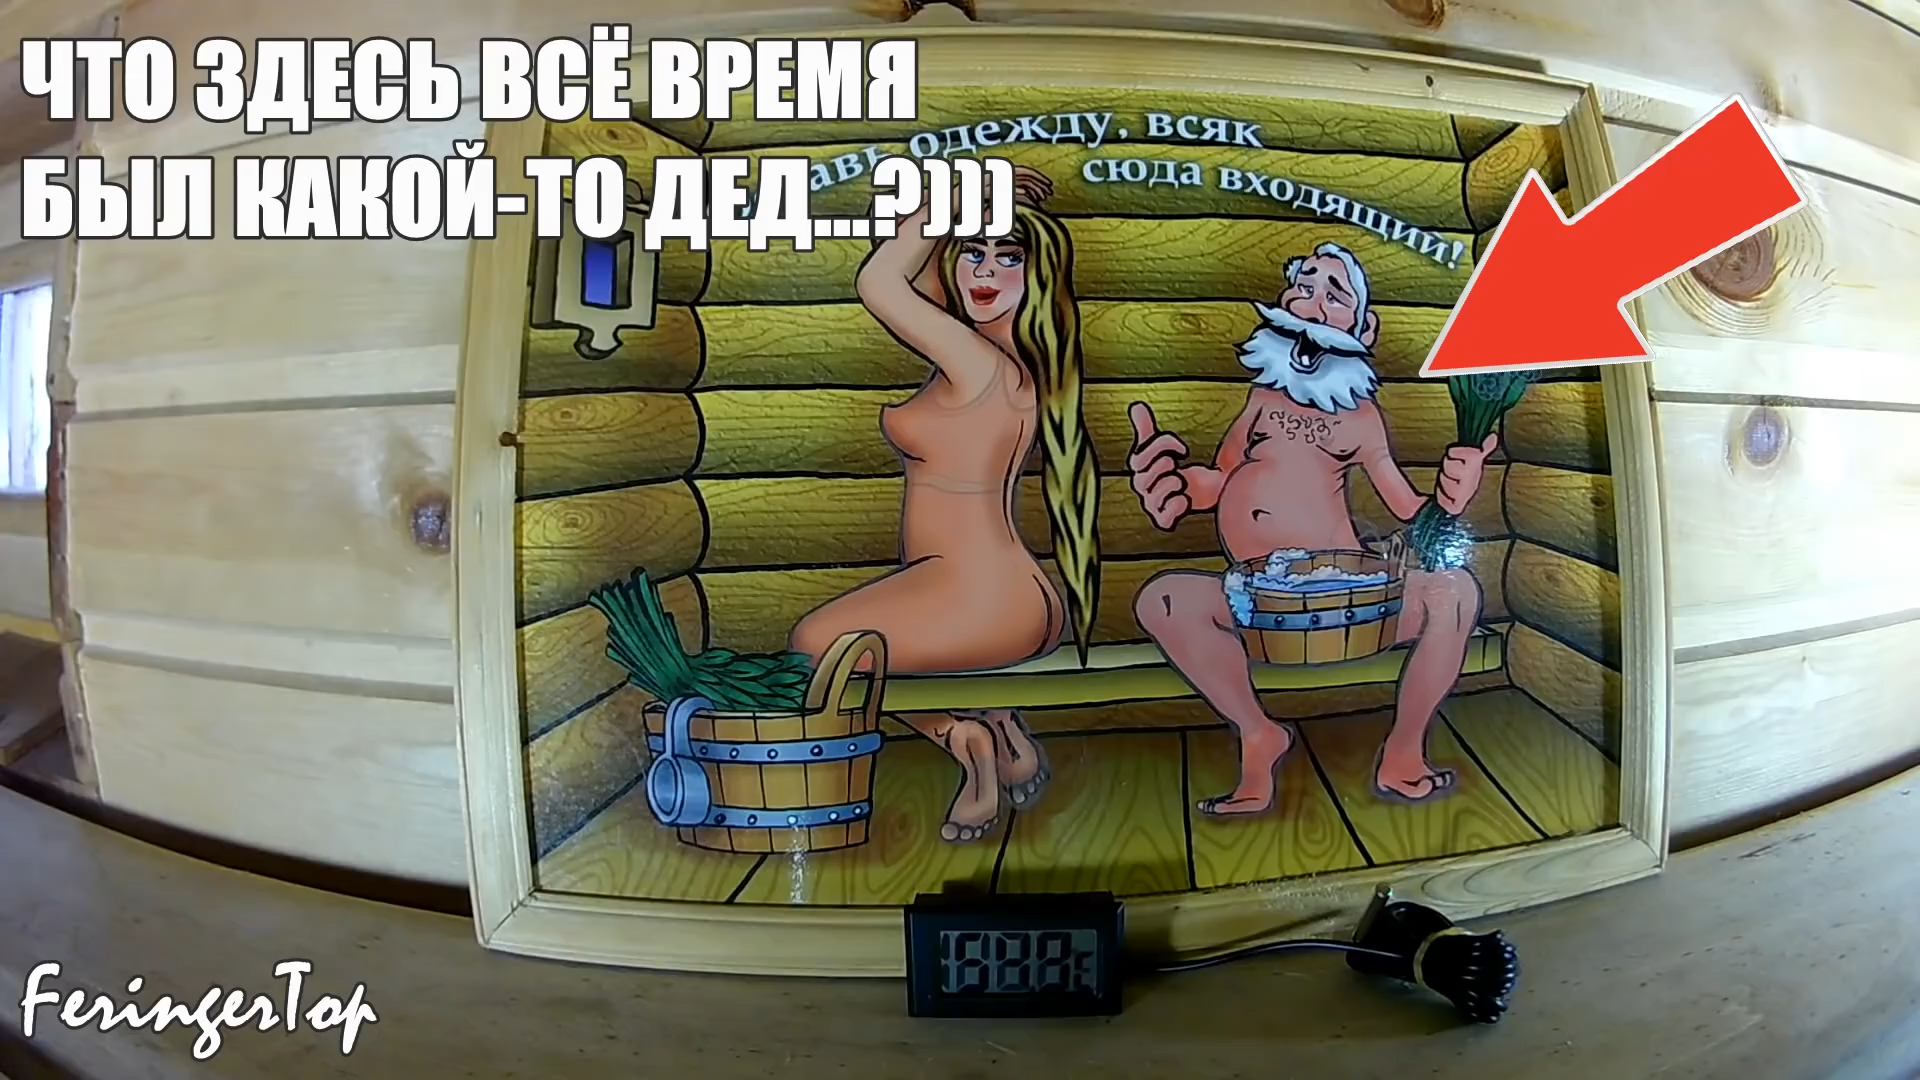 ЧТО ЗДЕСЬ ВСЁ ВРЕМЯ
БЫЛ КАКОЙ-ТО ДЕД...?)))
одежду, всяк
сюда входящий!
FeringerTop